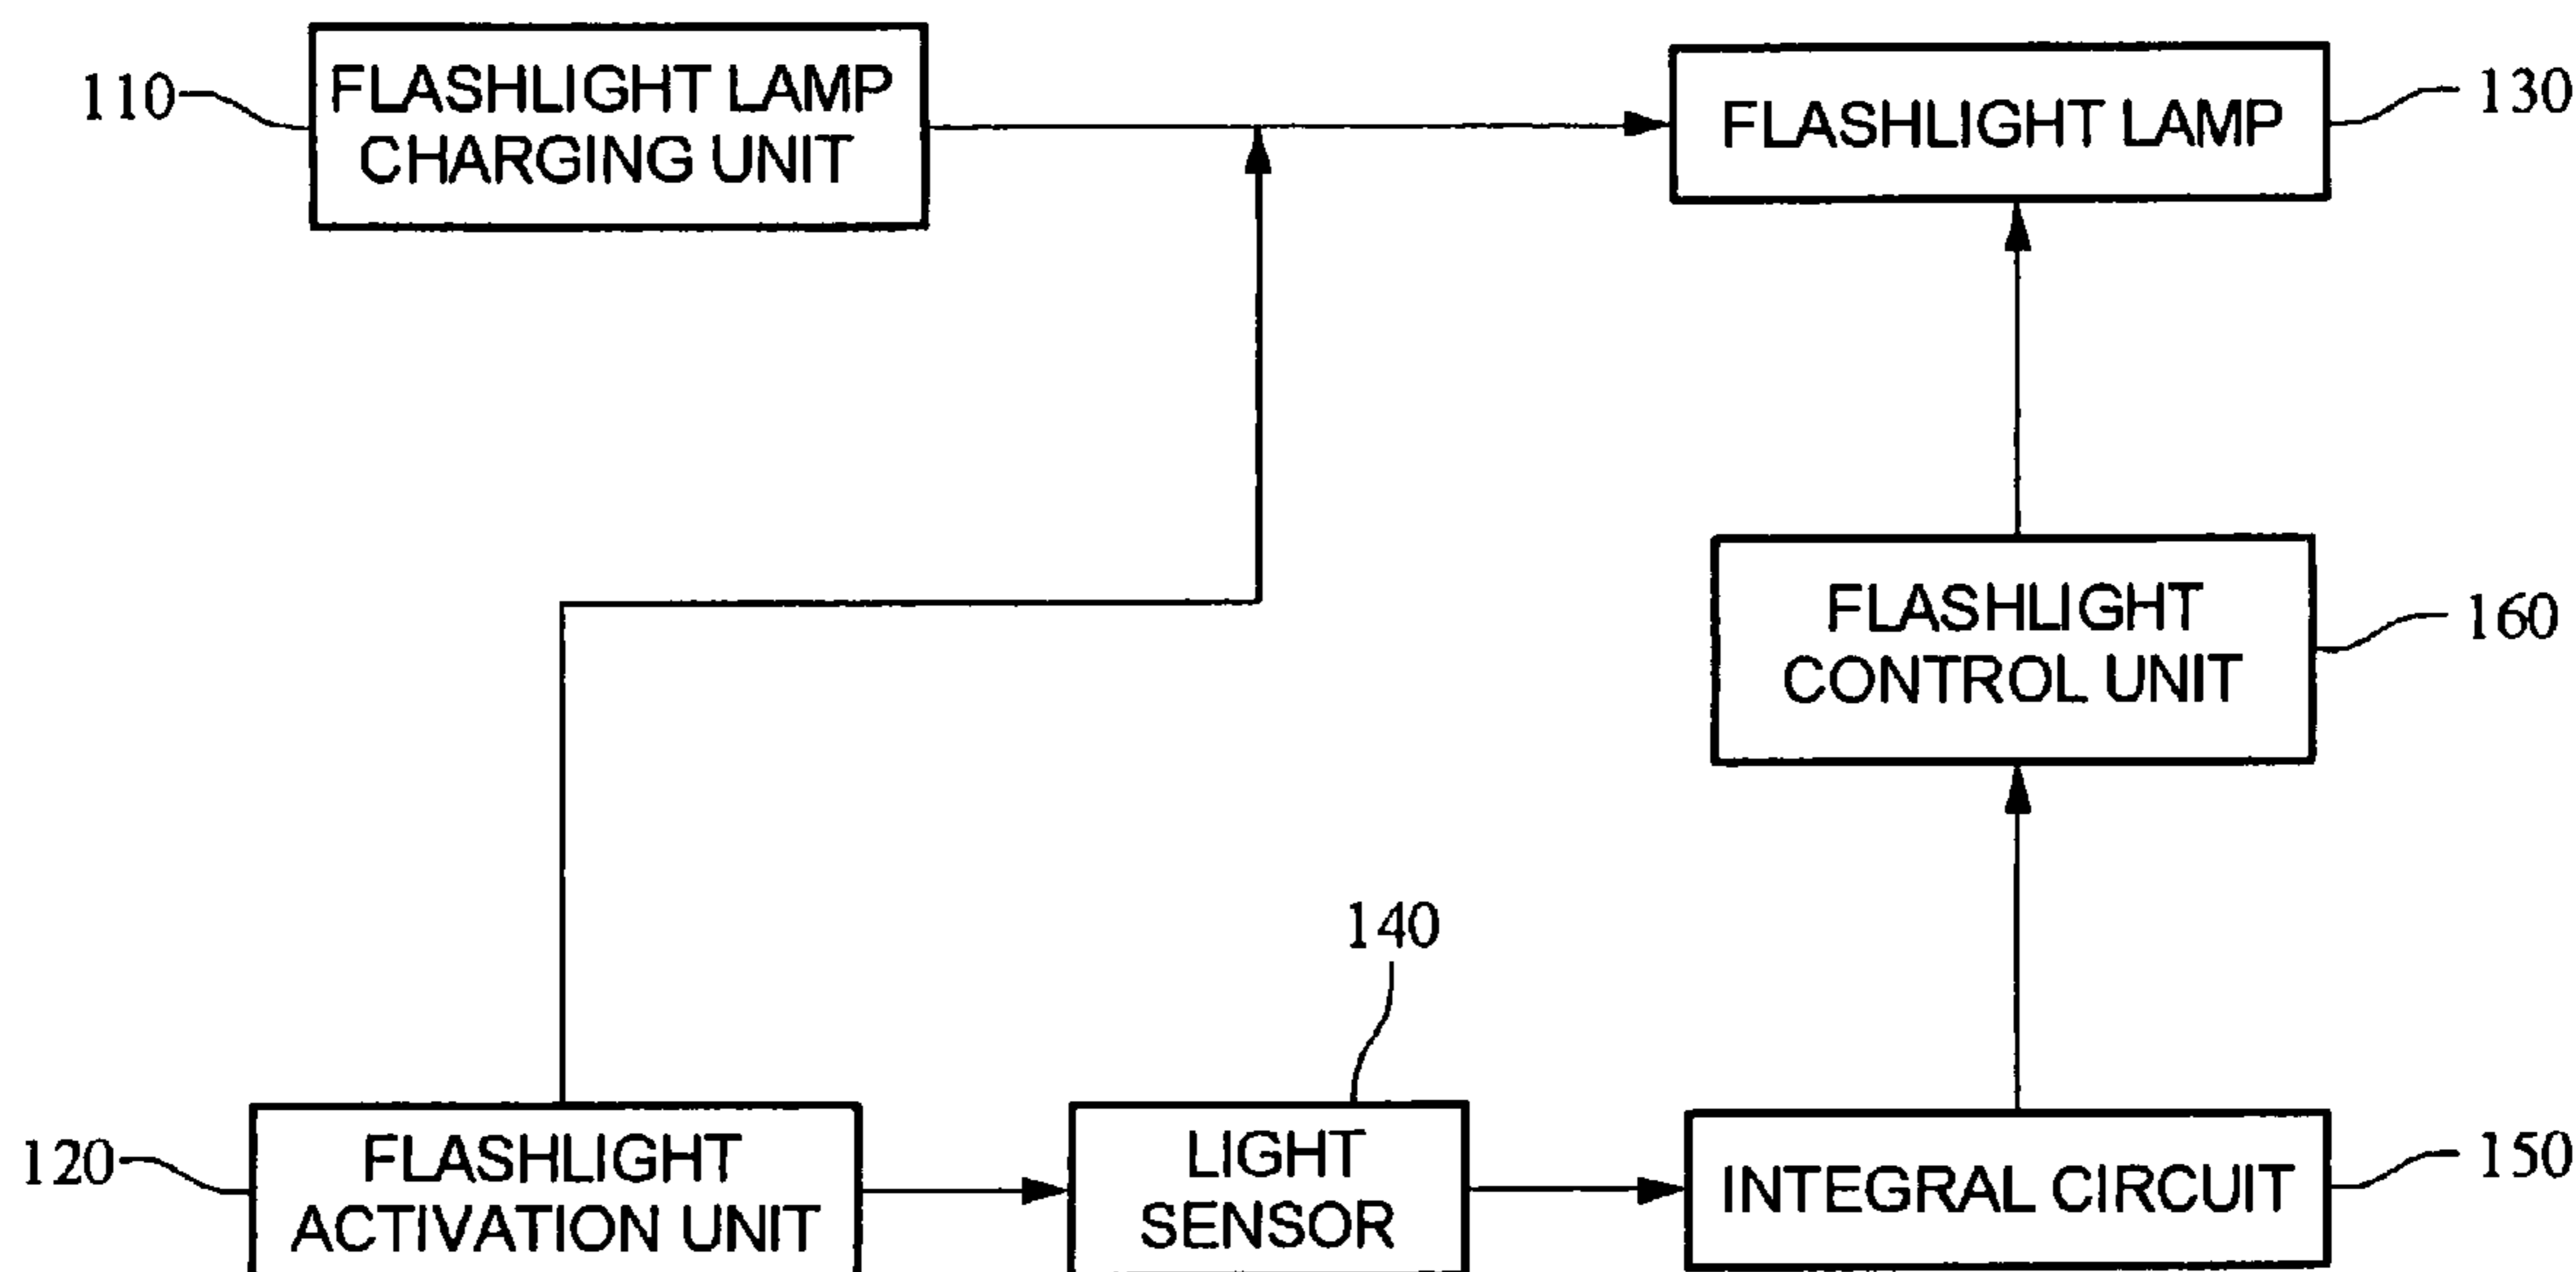 110
FLASHLIGHT LAMP
CHARGING UNIT
FLASHLIGHT LAMP
130
FLASHLIGHT
CONTROL UNIT
160
140
120
FLASHLIGHT
ACTIVATION UNIT
LIGHT
SENSOR
INTEGRAL CIRCUIT
150